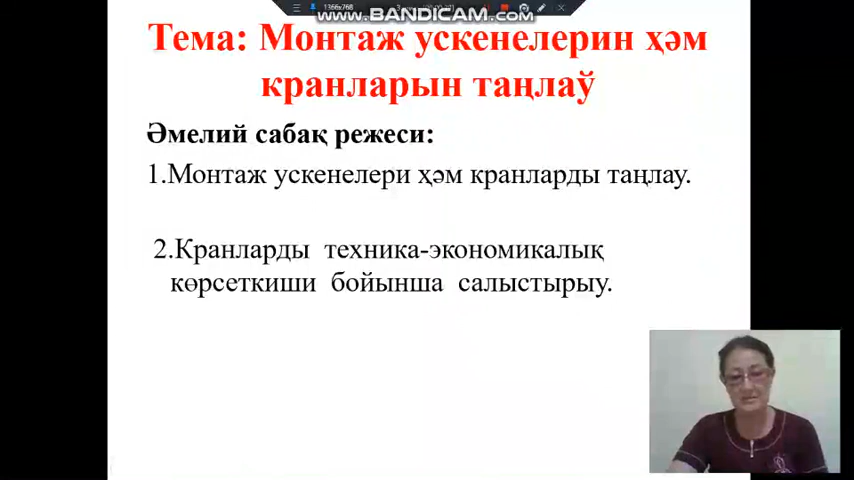 1366x768
www.BANDICAM.com
Тема: Монтаж ускенелерин ҳәм
кранларын таңлаў
Әмелий сабақ режеси:
1.Монтаж ускенелери ҳәм кранларды таңлау.
2.Кранларды техника-экономикалық
көрсеткиши бойынша салыстырыу.